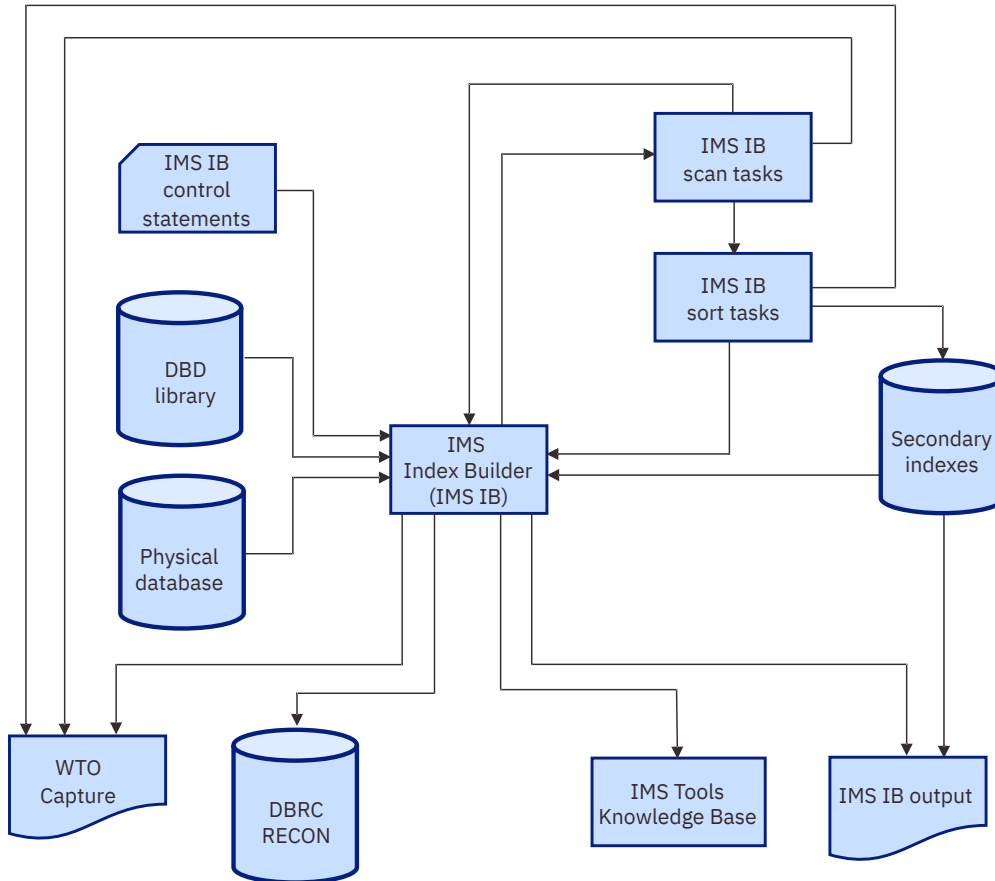 IMS IB
scan tasks
IMS IB
control
statements
IMS IB
sort tasks
DBD
library
Secondary
indexes
IMS
Index Builder
(IMS IB)
Physical
database
WTO
Capture
DBRC
RECON
IMS Tools
Knowledge Base
IMS IB output